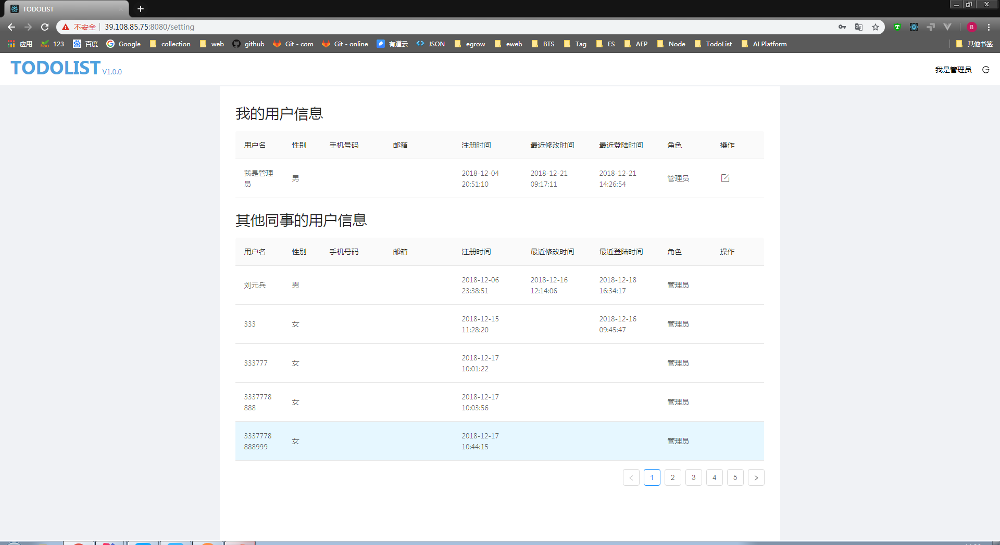 TODOLIST
不安全 39.108.85.75:8080/setting
B
应用 123 百度 Google collection web github Git - com Git - online 有道云 JSON egrow eweb BTS Tag ES AEP Node TodoList AI Platform 其他书签
TODOLIST V1.0.0 我是管理员
我的用户信息
用户名 性别 手机号码 邮箱 注册时间 最近修改时间 最近登陆时间 角色 操作
我是管理 男 2018-12-04 2018-12-21 2018-12-21 管理员
员 20:51:10 09:17:11 14:26:54
其他同事的用户信息
用户名 性别 手机号码 邮箱 注册时间 最近修改时间 最近登陆时间 角色 操作
刘元兵 男 2018-12-06 2018-12-16 2018-12-18 管理员
23:38:51 12:14:06 16:34:17
333 女 2018-12-15 2018-12-16 管理员
11:28:20 09:45:47
333777 女 2018-12-17 管理员
10:01:22
3337778 女 2018-12-17 管理员
888 10:03:56
3337778 女 2018-12-17 管理员
888999 10:44:15
< 1 2 3 4 5 >